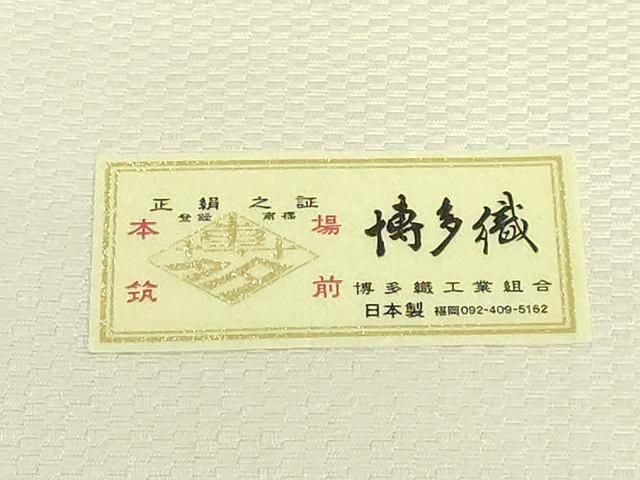 正絹之証
登録 商標
本場
筑前
博多織
博多織工業組合
日本製 福岡092-409-5162